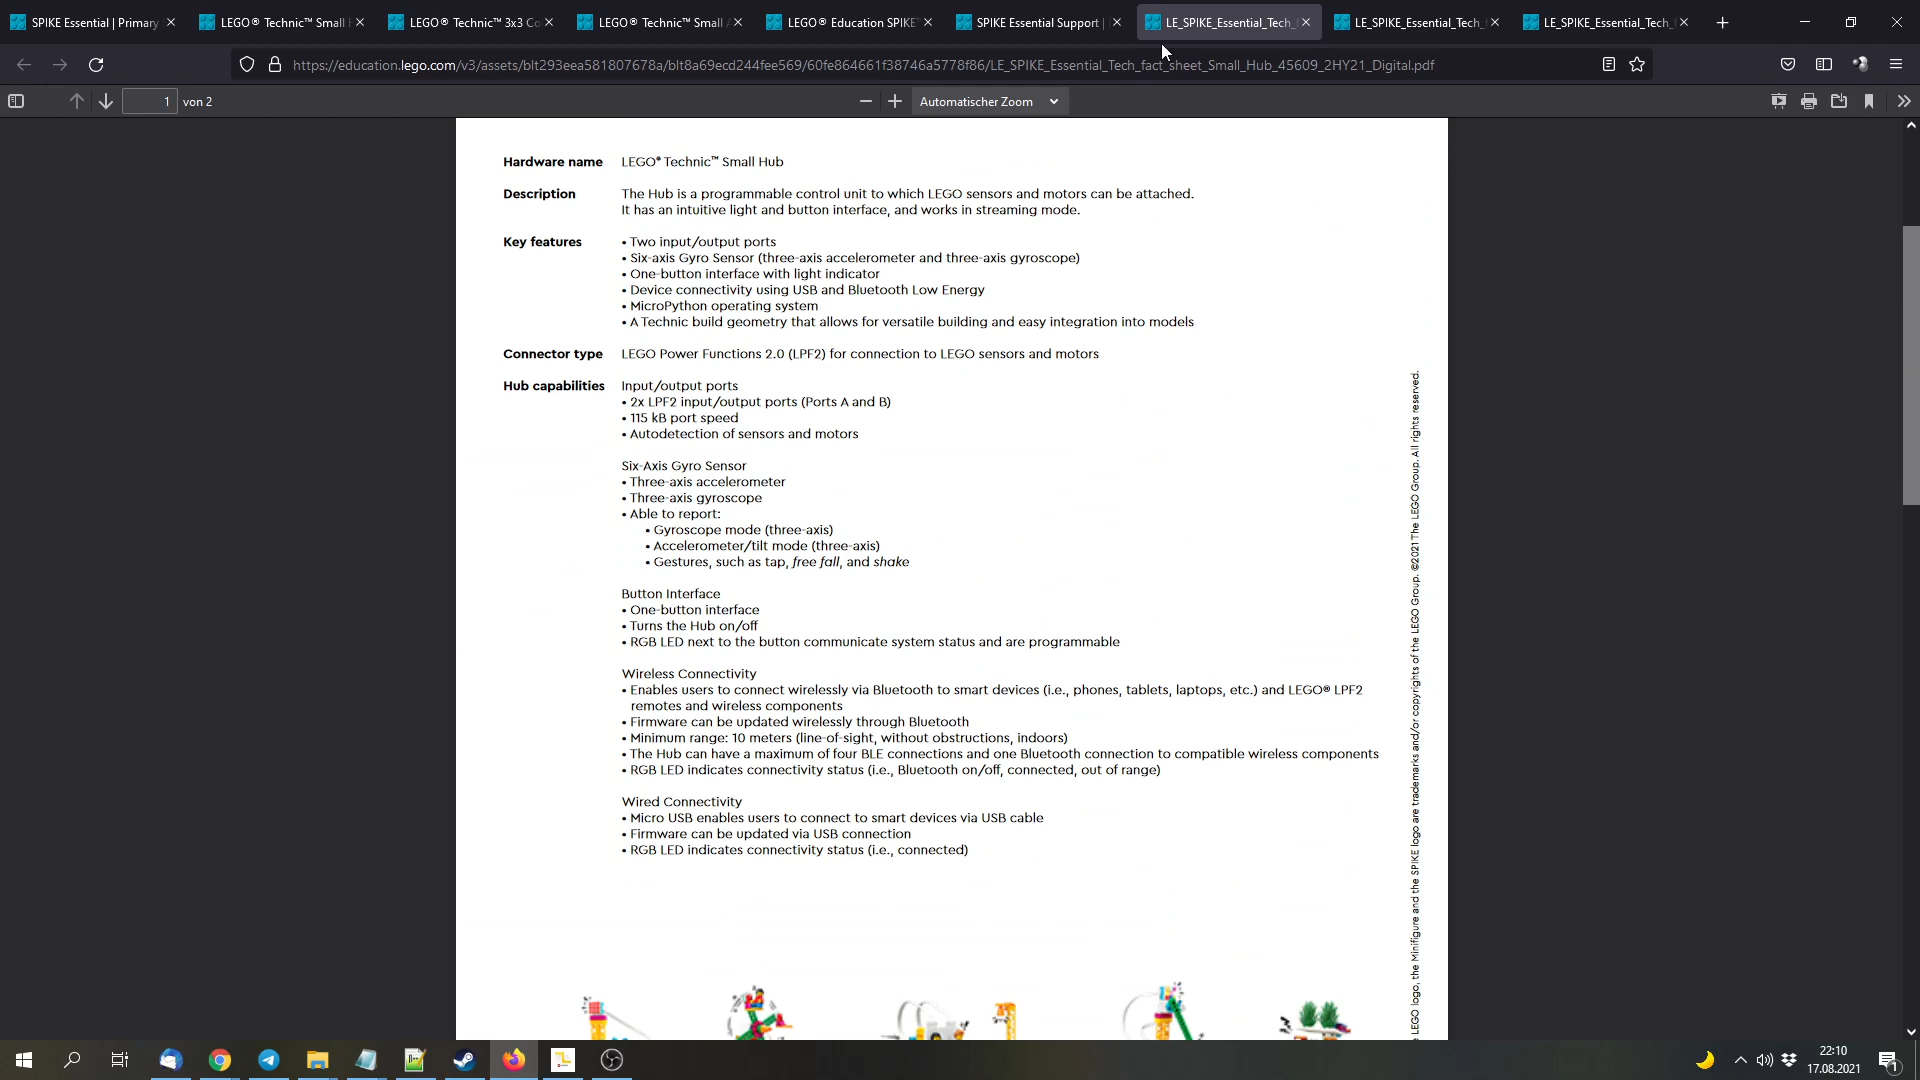 SPIKE Essential | Primary
LEGO® Technic™ Small
LEGO® Technic™ 3x3 Co
LEGO® Technic™ Small
LEGO® Education SPIKE™
SPIKE Essential Support |
LE_SPIKE_Essential_Tech_
LE_SPIKE_Essential_Tech_
LE_SPIKE_Essential_Tech_
https://education.lego.com/v3/assets/blt293eea581807678a/blt8a69ecd244fee569/60fe864661f38746a5778f86/LE_SPIKE_Essential_Tech_fact_sheet_Small_Hub_45609_2HY21_Digital.pdf
1 von 2
Automatischer Zoom
Hardware name LEGO® Technic™ Small Hub
Description The Hub is a programmable control unit to which LEGO sensors and motors can be attached.
It has an intuitive light and button interface, and works in streaming mode.
Key features • Two input/output ports
• Six-axis Gyro Sensor (three-axis accelerometer and three-axis gyroscope)
• One-button interface with light indicator
• Device connectivity using USB and Bluetooth Low Energy
• MicroPython operating system
• A Technic build geometry that allows for versatile building and easy integration into models
Connector type LEGO Power Functions 2.0 (LPF2) for connection to LEGO sensors and motors
Hub capabilities Input/output ports
• 2x LPF2 input/output ports (Ports A and B)
• 115 kB port speed
• Autodetection of sensors and motors
Six-Axis Gyro Sensor
• Three-axis accelerometer
• Three-axis gyroscope
• Able to report:
• Gyroscope mode (three-axis)
• Accelerometer/tilt mode (three-axis)
• Gestures, such as tap, free fall, and shake
Button Interface
• One-button interface
• Turns the Hub on/off
• RGB LED next to the button communicate system status and are programmable
Wireless Connectivity
• Enables users to connect wirelessly via Bluetooth to smart devices (i.e., phones, tablets, laptops, etc.) and LEGO® LPF2
remotes and wireless components
• Firmware can be updated wirelessly through Bluetooth
• Minimum range: 10 meters (line-of-sight, without obstructions, indoors)
• The Hub can have a maximum of four BLE connections and one Bluetooth connection to compatible wireless components
• RGB LED indicates connectivity status (i.e., Bluetooth on/off, connected, out of range)
Wired Connectivity
• Micro USB enables users to connect to smart devices via USB cable
• Firmware can be updated via USB connection
• RGB LED indicates connectivity status (i.e., connected)
LEGO logo, the Minifigure and the SPIKE logo are trademarks and/or copyrights of the LEGO Group. ©2021 The LEGO Group. All rights reserved.
22:10
17.08.2021
1